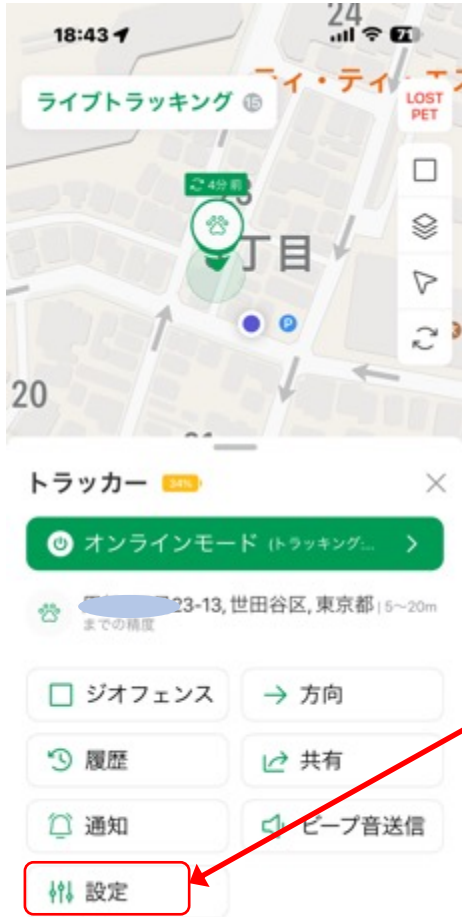 18:43
24
71
ティ・ティ・エス
ライブトラッキング 15
LOST
PET
4分前
23
丁目
P
20
トラッカー 34%
オンラインモード (トラッキング:...
23-13, 世田谷区, 東京都 | 5〜20m
までの精度
ジオフェンス
方向
履歴
共有
通知
ビープ音送信
設定